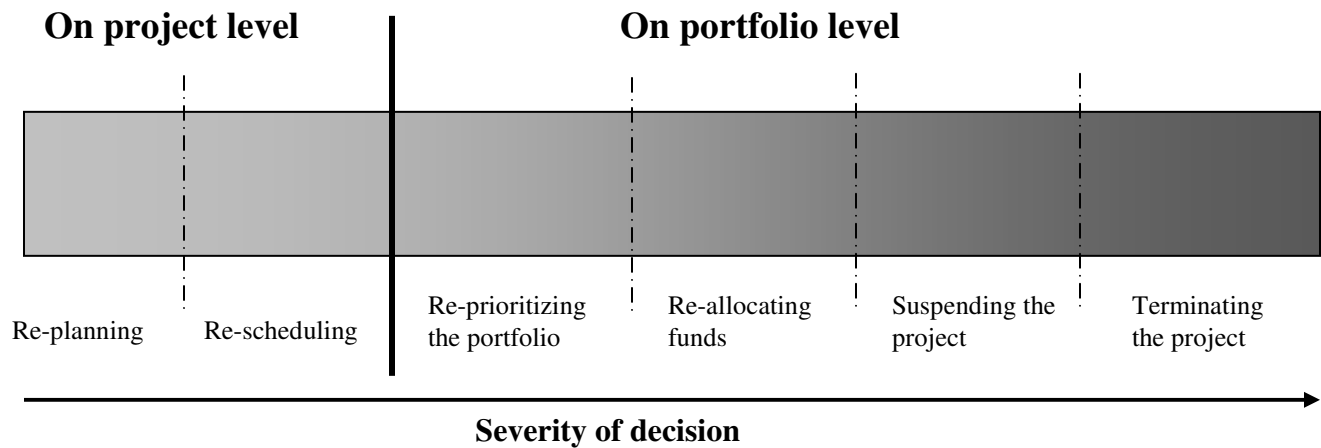 On project level
On portfolio level
Re-planning
Re-scheduling
Re-prioritizing
the portfolio
Re-allocating
funds
Suspending the
project
Terminating
the project
Severity of decision